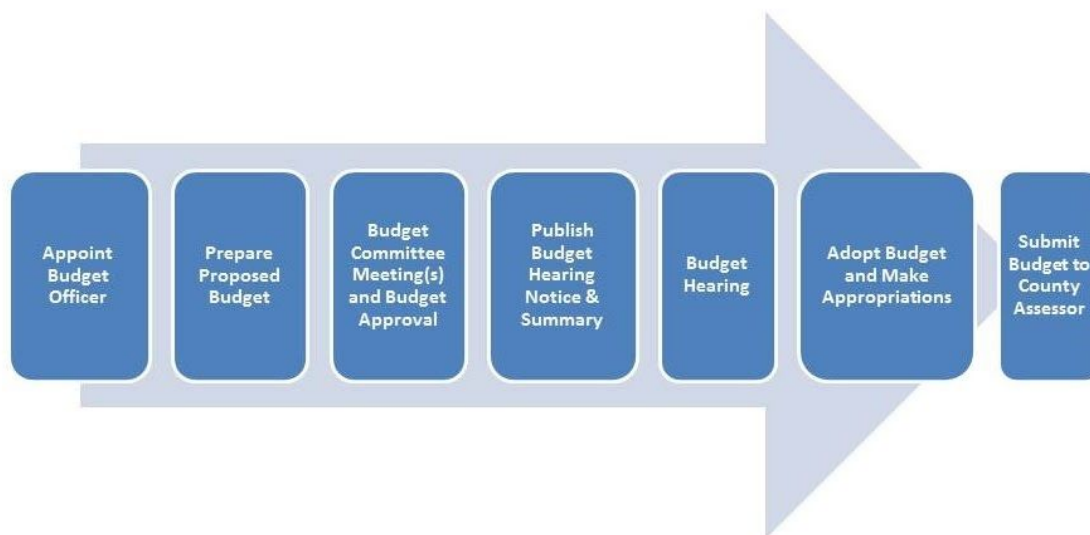 Appoint
Budget
Officer
Prepare
Proposed
Budget
Budget
Committee
Meeting(s)
and Budget
Approval
Publish
Budget
Hearing
Notice &
Summary
Budget
Hearing
Adopt Budget
and Make
Appropriations
Submit
Budget to
County
Assessor